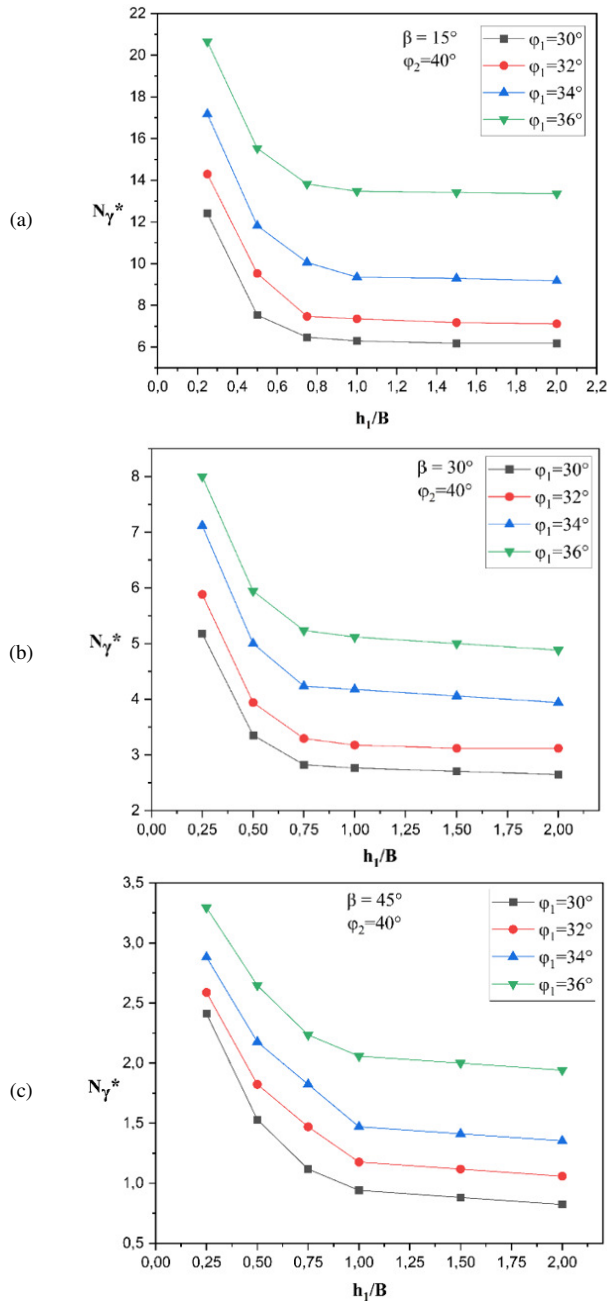 (a)
Nγ*
22
20
18
16
14
12
10
8
6
β = 15°
φ2=40°
φ1=30°
φ1=32°
φ1=34°
φ1=36°
0,0 0,2 0,4 0,6 0,8 1,0 1,2 1,4 1,6 1,8 2,0 2,2
h1/B
(b)
Nγ*
8
7
6
5
4
3
2
β = 30°
φ2=40°
φ1=30°
φ1=32°
φ1=34°
φ1=36°
0,00 0,25 0,50 0,75 1,00 1,25 1,50 1,75 2,00
h1/B
(c)
Nγ*
3,5
3,0
2,5
2,0
1,5
1,0
0,5
β = 45°
φ2=40°
φ1=30°
φ1=32°
φ1=34°
φ1=36°
0,00 0,25 0,50 0,75 1,00 1,25 1,50 1,75 2,00
h1/B